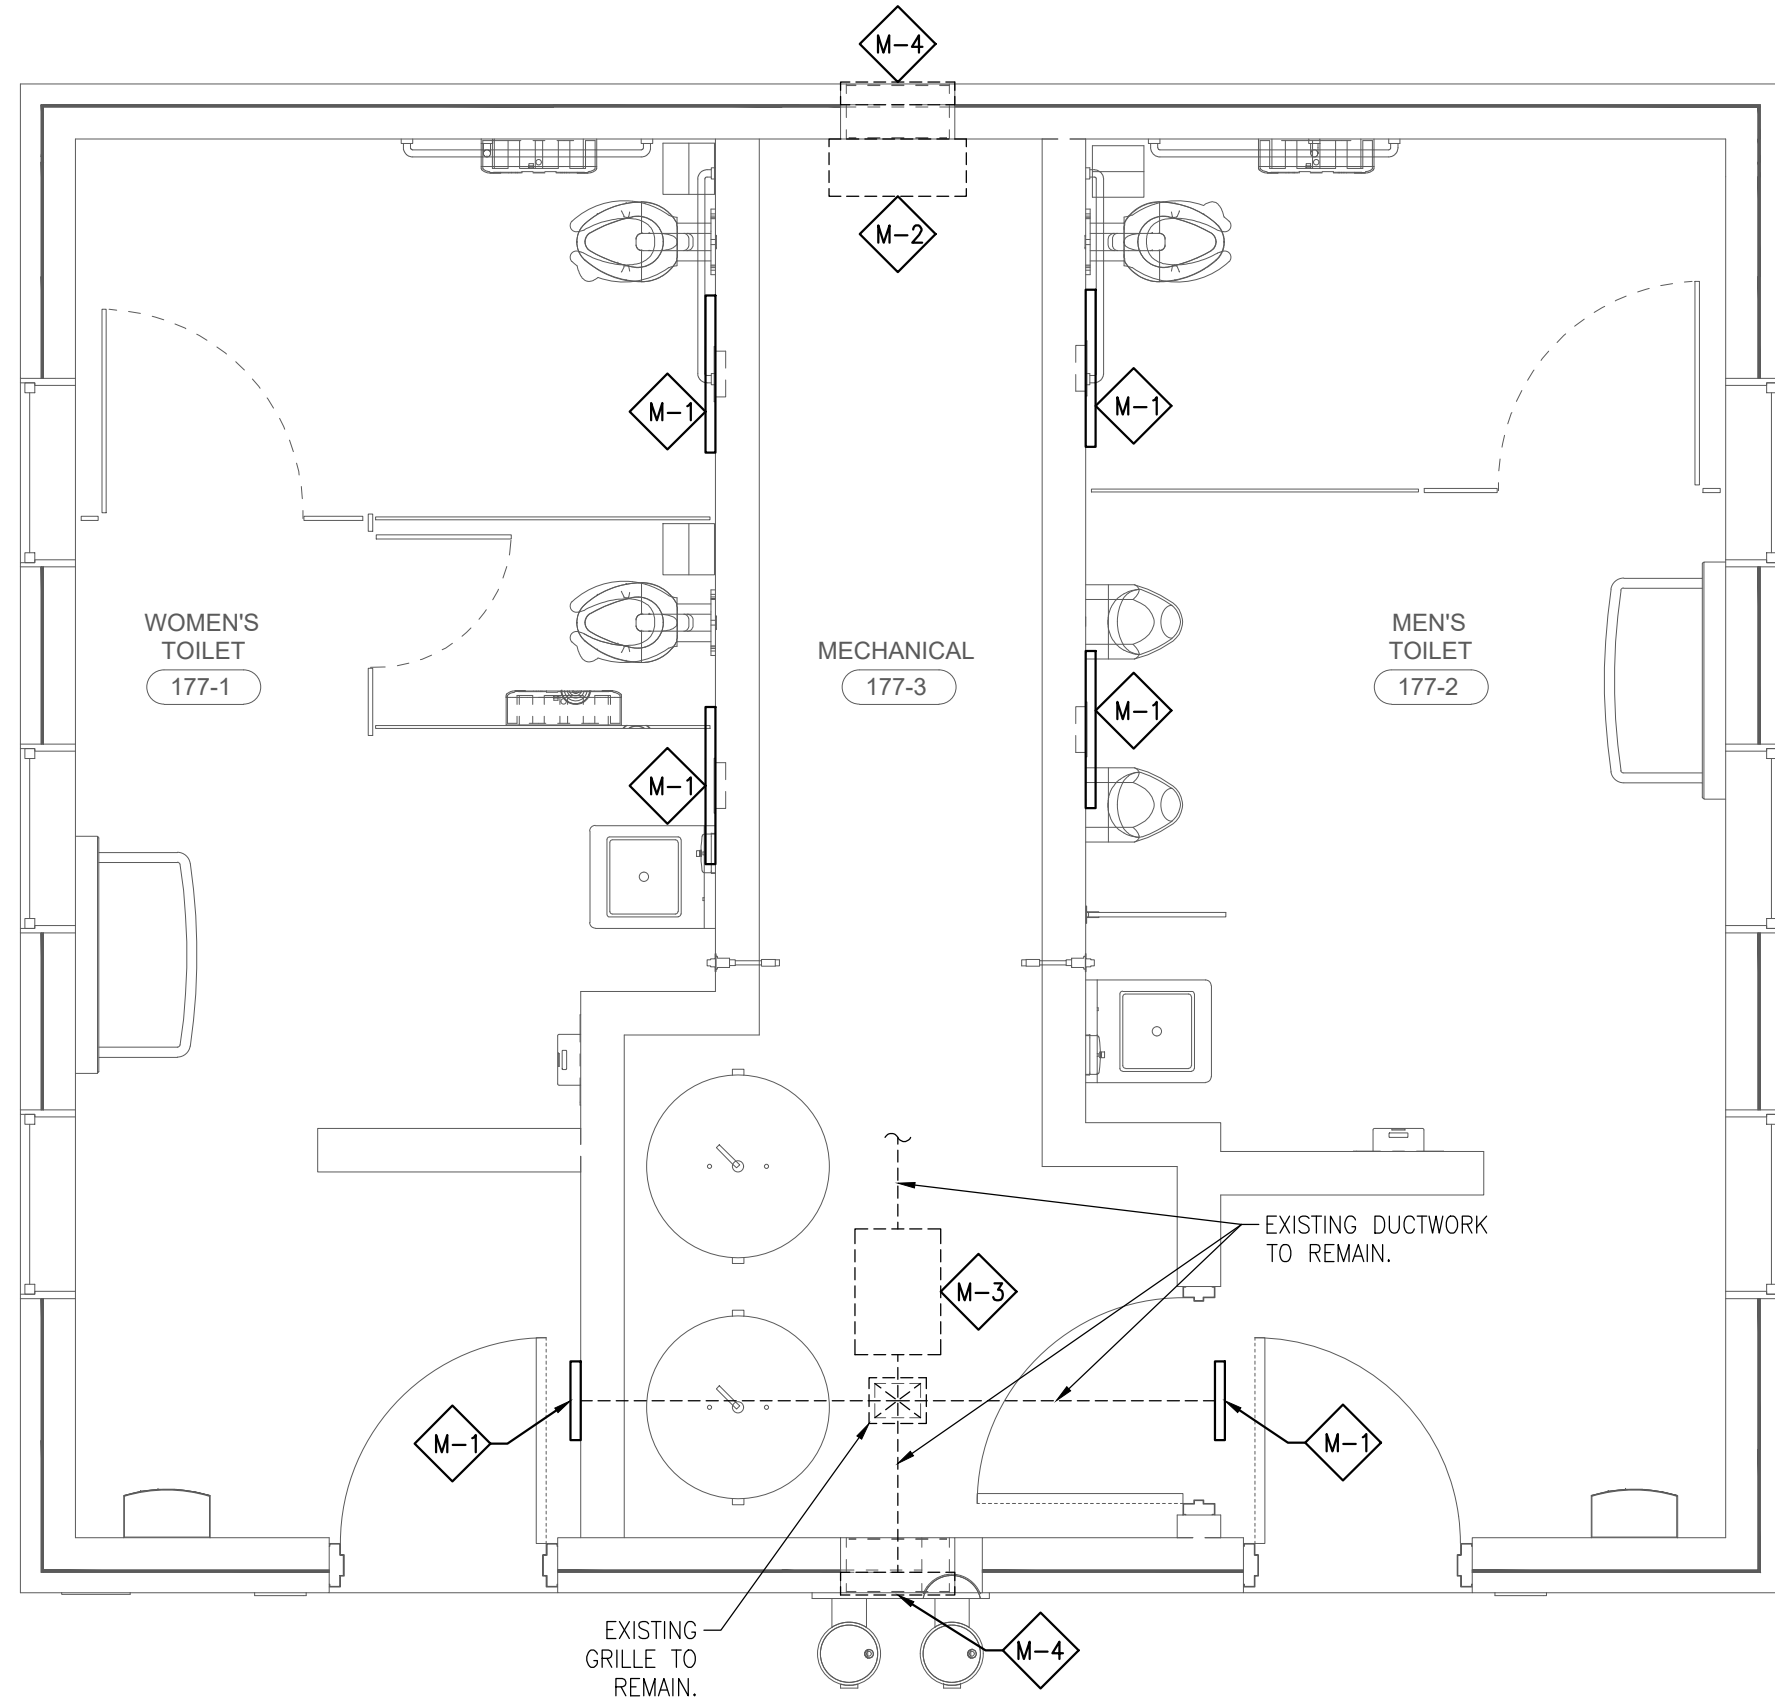 M-4
M-2
M-1
M-1
WOMEN'S
TOILET
177-1
MECHANICAL
177-3
MEN'S
TOILET
177-2
M-1
M-1
EXISTING DUCTWORK
TO REMAIN.
M-3
M-1
M-1
EXISTING
GRILLE TO
REMAIN.
M-4